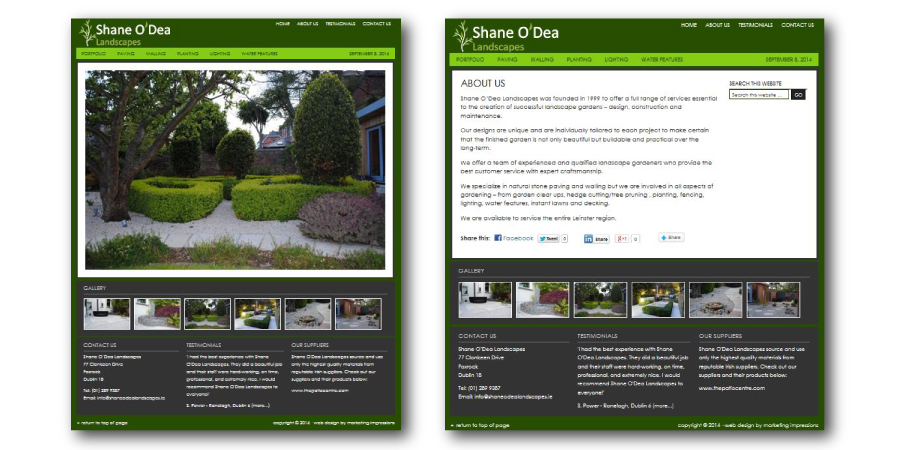 Shane O'Dea
Landscapes
HOME ABOUT US TESTIMONIALS CONTACT US
PORTFOLIO PAVING WALLING PLANTING LIGHTING WATER FEATURES SEPTEMBER 8, 2014
GALLERY
CONTACT US
Shane O'Dea Landscapes
77 Clonkeen Drive
Foxrock
Dublin 18
Tel: (01) 289 9387
Email: info@shaneodealandscapes.ie
TESTIMONIALS
'I had the best experience with Shane
O'Dea Landscapes. They did a beautiful job
and their staff were hard-working, on time,
professional, and extremely nice. I would
recommend Shane O'Dea Landscapes to
everyone!'
S. Power - Ranelagh, Dublin 6 (more...)
OUR SUPPLIERS
Shane O'Dea Landscapes source and use
only the highest quality materials from
reputable Irish suppliers. Check out our
suppliers and their products below:
www.thepatiocentre.com
return to top of page
copyright © 2014 · web design by marketing impressions
Shane O'Dea
Landscapes
HOME ABOUT US TESTIMONIALS CONTACT US
PORTFOLIO PAVING WALLING PLANTING LIGHTING WATER FEATURES SEPTEMBER 8, 2014
ABOUT US
Shane O'Dea Landscapes was founded in 1999 to offer a full range of services essential
to the creation of successful landscape gardens – design, construction and
maintenance.
Our designs are unique and are individually tailored to each project to make certain
that the finished garden is not only beautiful but buildable and practical over the
long-term.
We offer a team of experienced and qualified landscape gardeners who provide the
best customer service with expert craftsmanship.
We specialize in natural stone paving and walling but we are involved in all aspects of
gardening – from garden clear ups, hedge cutting/tree pruning , planting, fencing,
lighting, water features, instant lawns and decking.
We are available to service the entire Leinster region.
Share this: Facebook Tweet 0 Share +1 0 Share
SEARCH THIS WEBSITE
Search this website ... GO
GALLERY
CONTACT US
Shane O'Dea Landscapes
77 Clonkeen Drive
Foxrock
Dublin 18
Tel: (01) 289 9387
Email: info@shaneodealandscapes.ie
TESTIMONIALS
'I had the best experience with Shane
O'Dea Landscapes. They did a beautiful job
and their staff were hard-working, on time,
professional, and extremely nice. I would
recommend Shane O'Dea Landscapes to
everyone!'
S. Power - Ranelagh, Dublin 6 (more...)
OUR SUPPLIERS
Shane O'Dea Landscapes source and use
only the highest quality materials from
reputable Irish suppliers. Check out our
suppliers and their products below:
www.thepatiocentre.com
return to top of page
copyright © 2014 · web design by marketing impressions